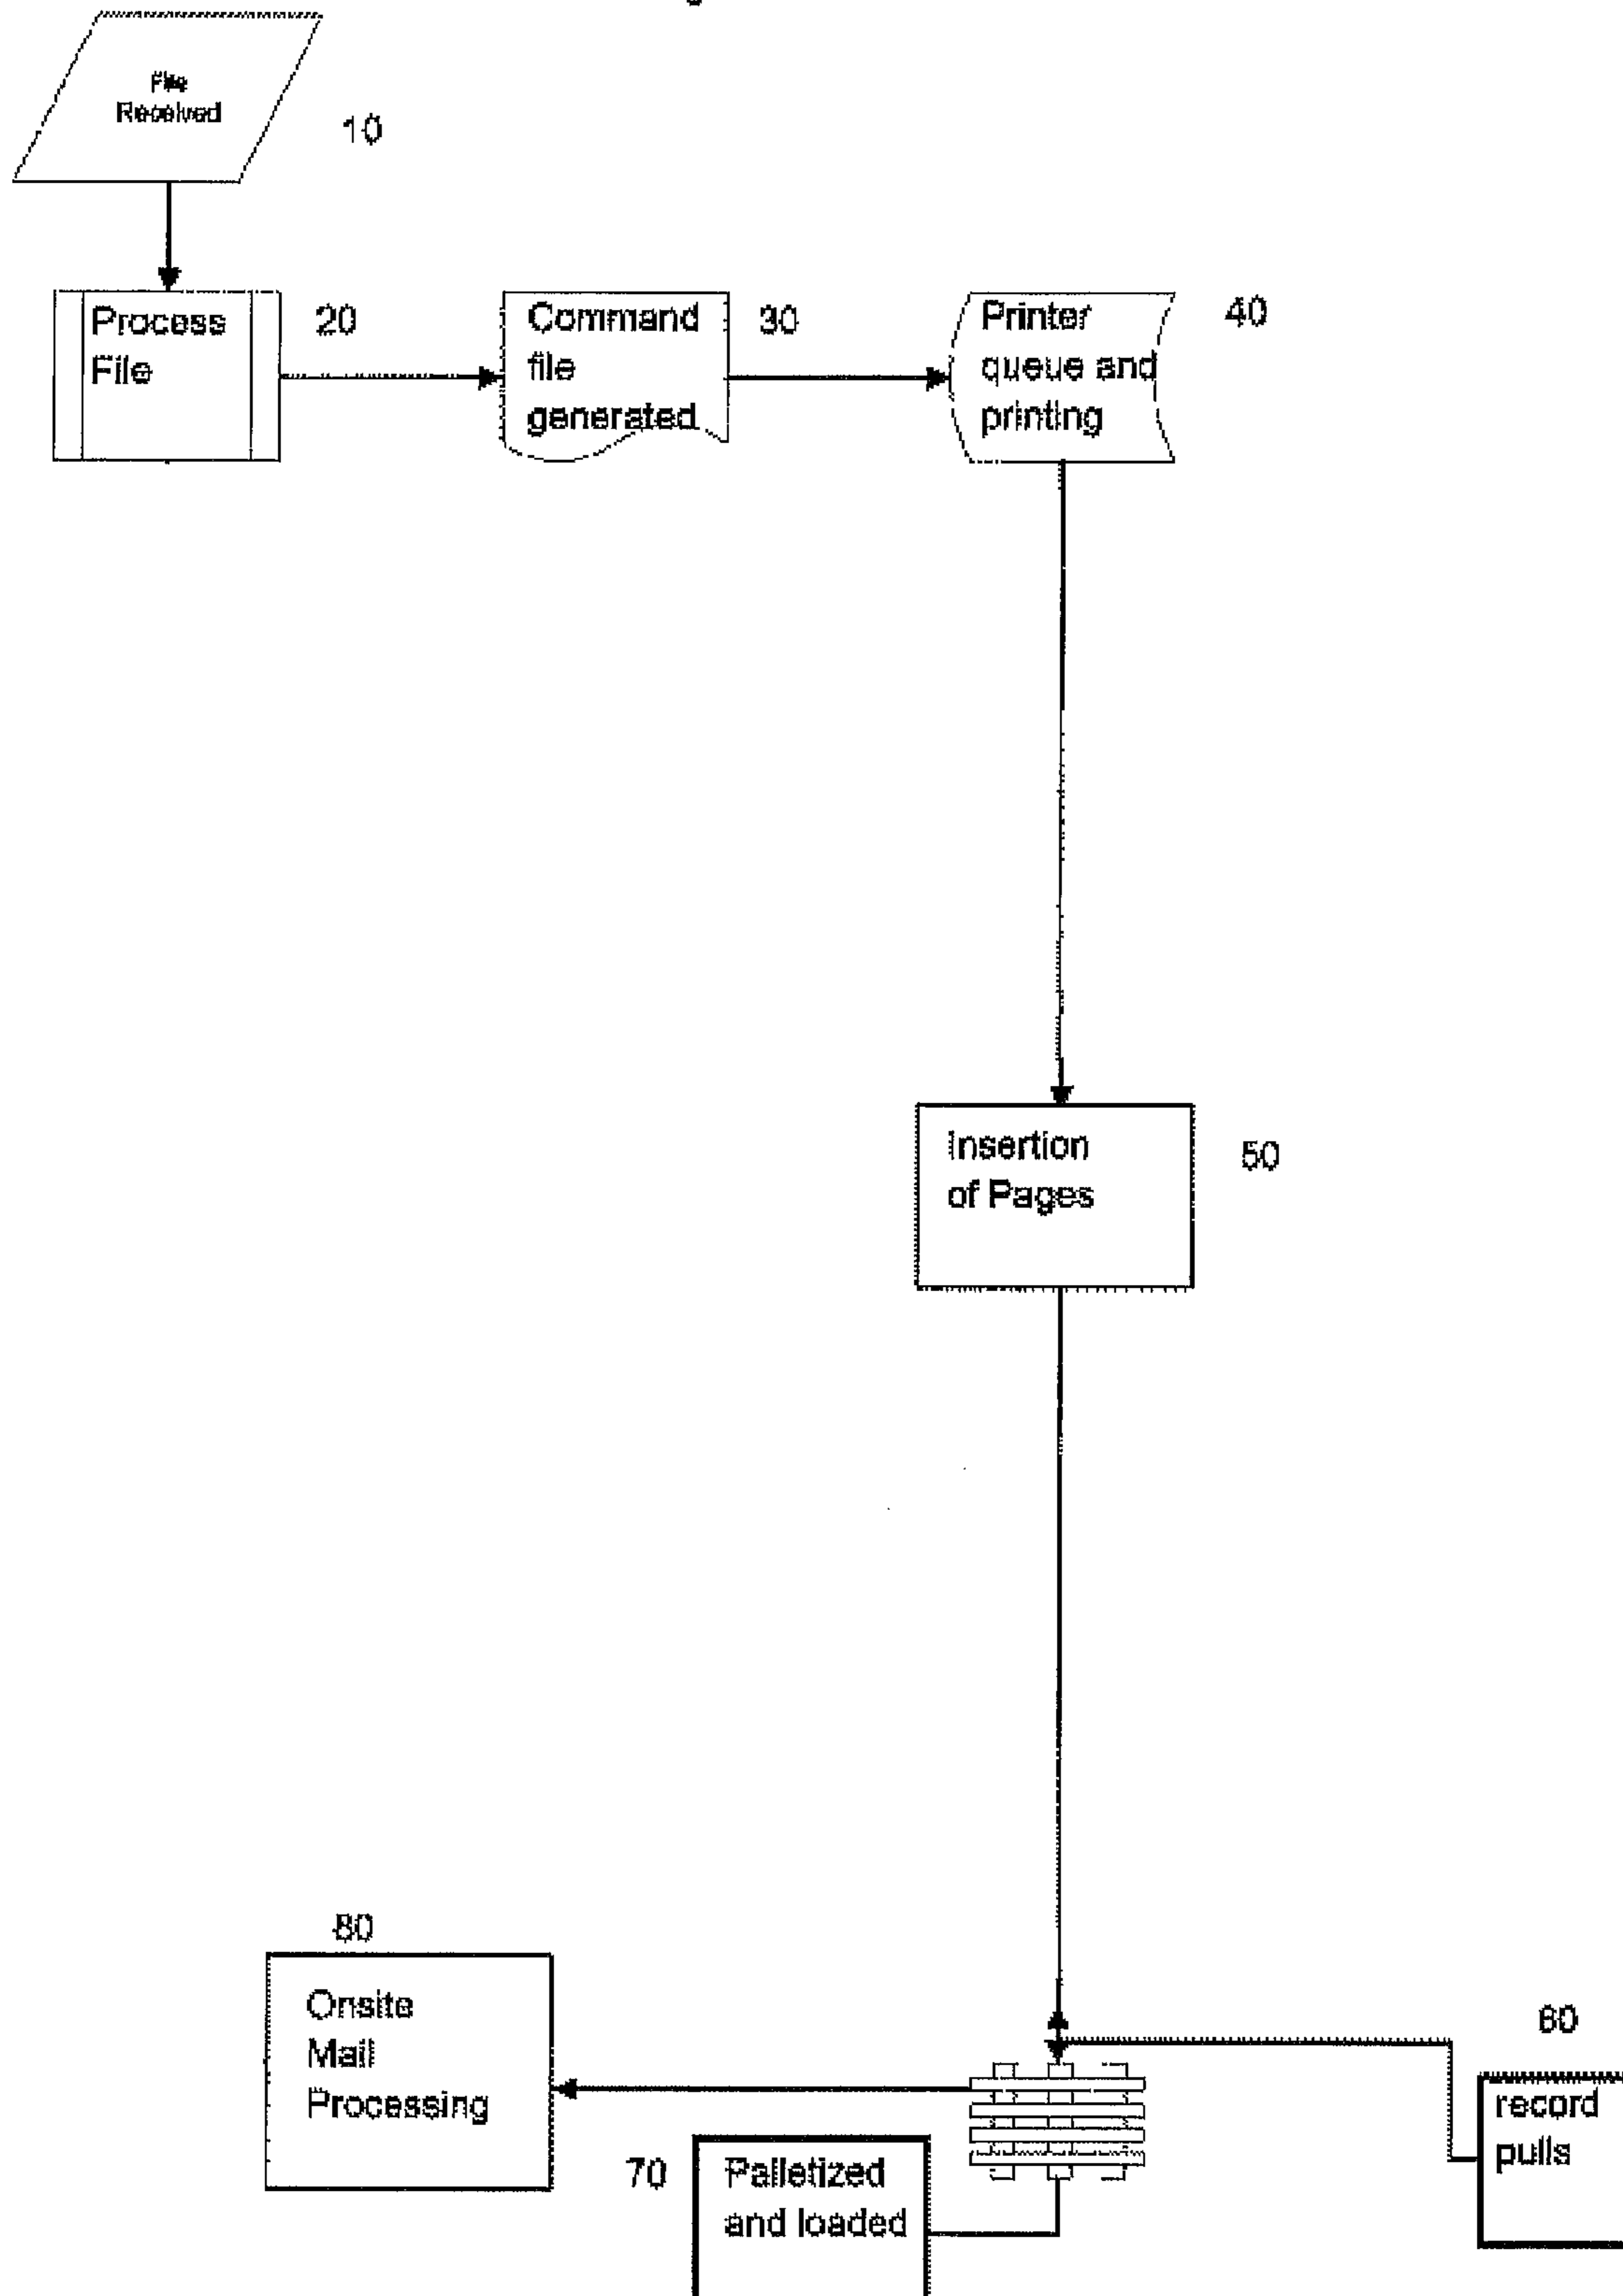 File
Received
10
Process
File
20
Command
file
generated
30
Printer
queue and
printing
40
Insertion
of Pages
50
80
Onsite
Mail
Processing
60
record
pulls
70
Palletized
and loaded